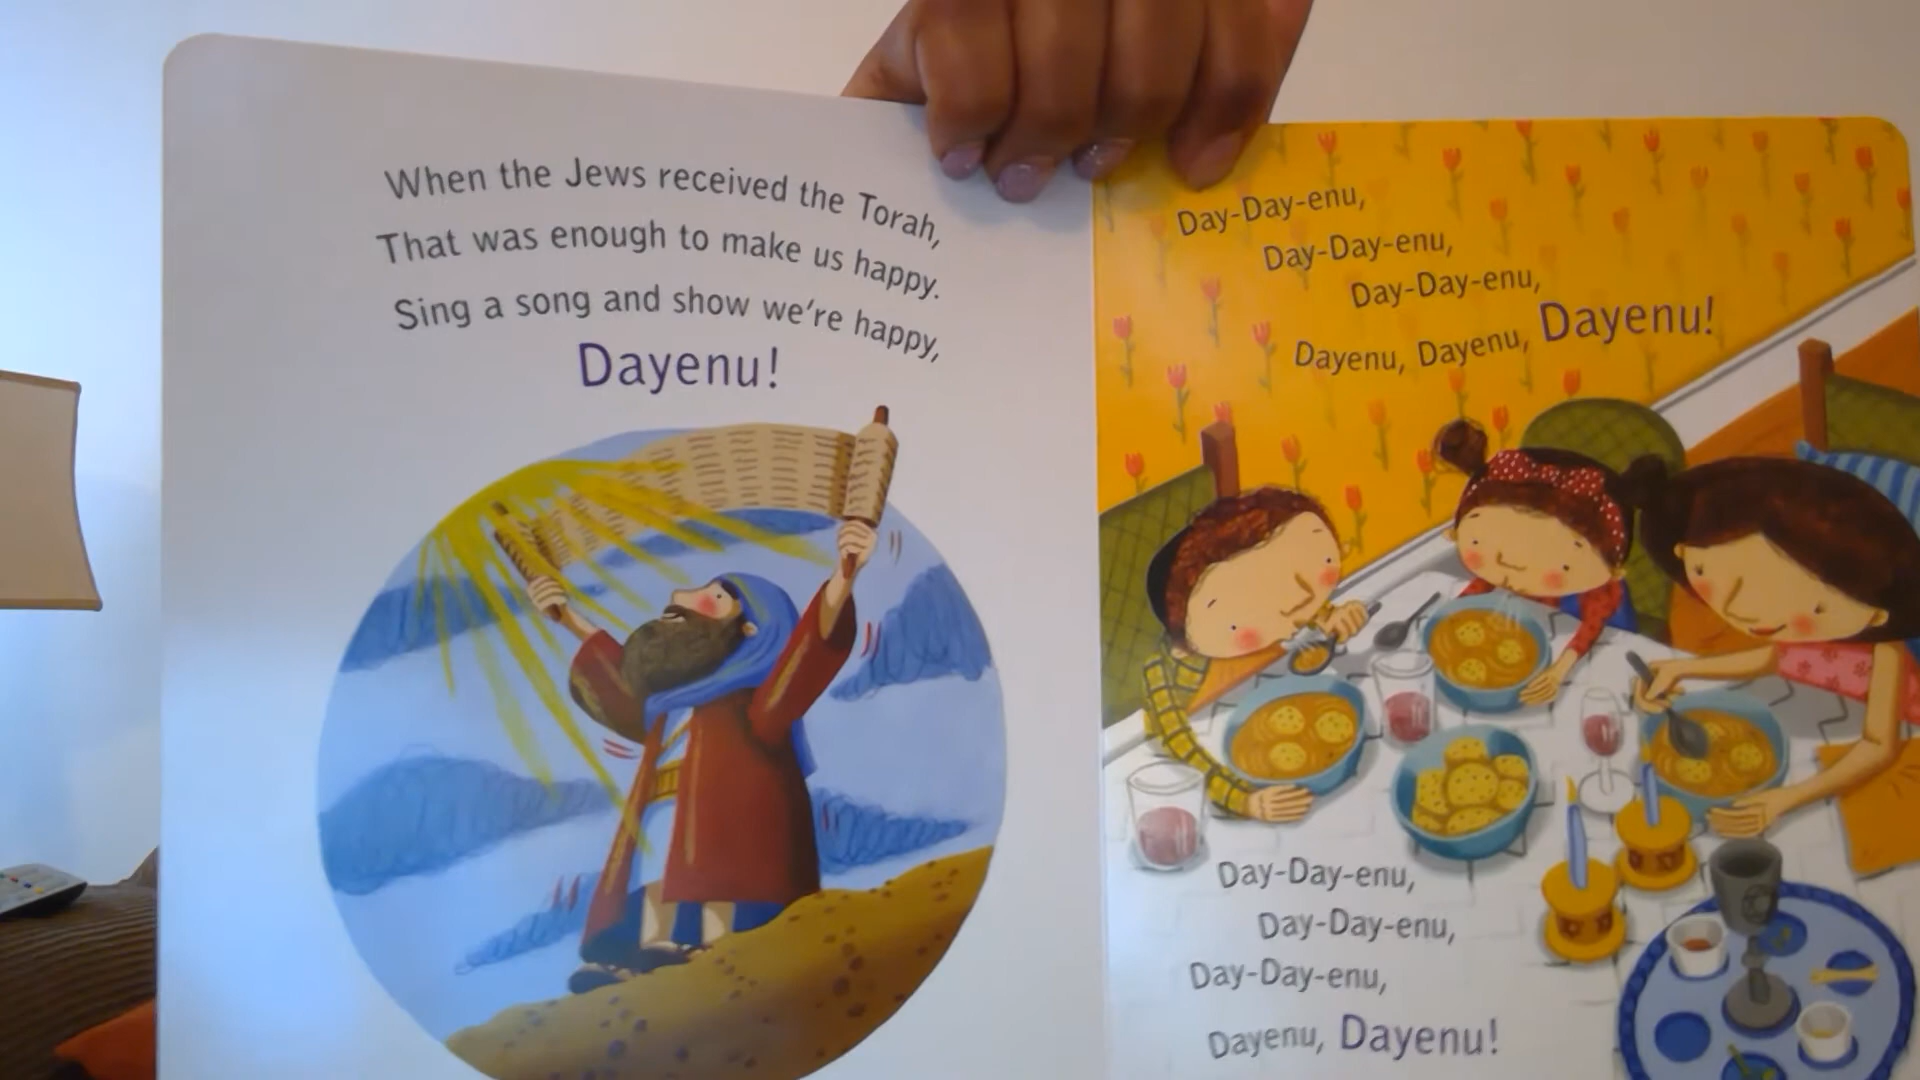 When the Jews received the Torah,
That was enough to make us happy.
Sing a song and show we're happy,
Dayenu!
Day-Day-enu,
Day-Day-enu,
Day-Day-enu,
Dayenu, Dayenu, Dayenu!
Day-Day-enu,
Day-Day-enu,
Day-Day-enu,
Dayenu, Dayenu!